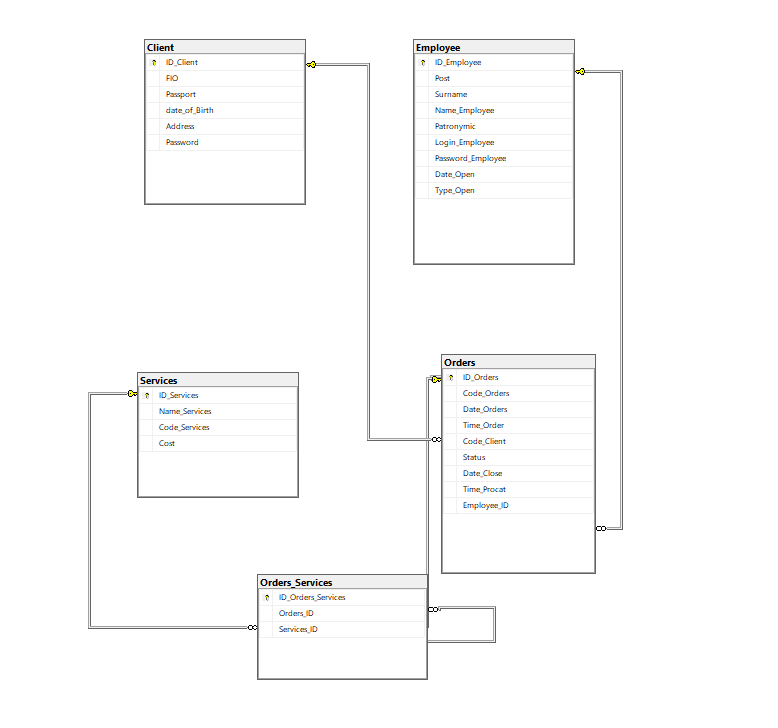 Client
ID_Client
FIO
Passport
date_of_Birth
Address
Password
Employee
ID_Employee
Post
Surname
Name_Employee
Patronymic
Login_Employee
Password_Employee
Date_Open
Type_Open
Services
ID_Services
Name_Services
Code_Services
Cost
Orders
ID_Orders
Code_Orders
Date_Orders
Time_Order
Code_Client
Status
Date_Close
Time_Procat
Employee_ID
Orders_Services
ID_Orders_Services
Orders_ID
Services_ID